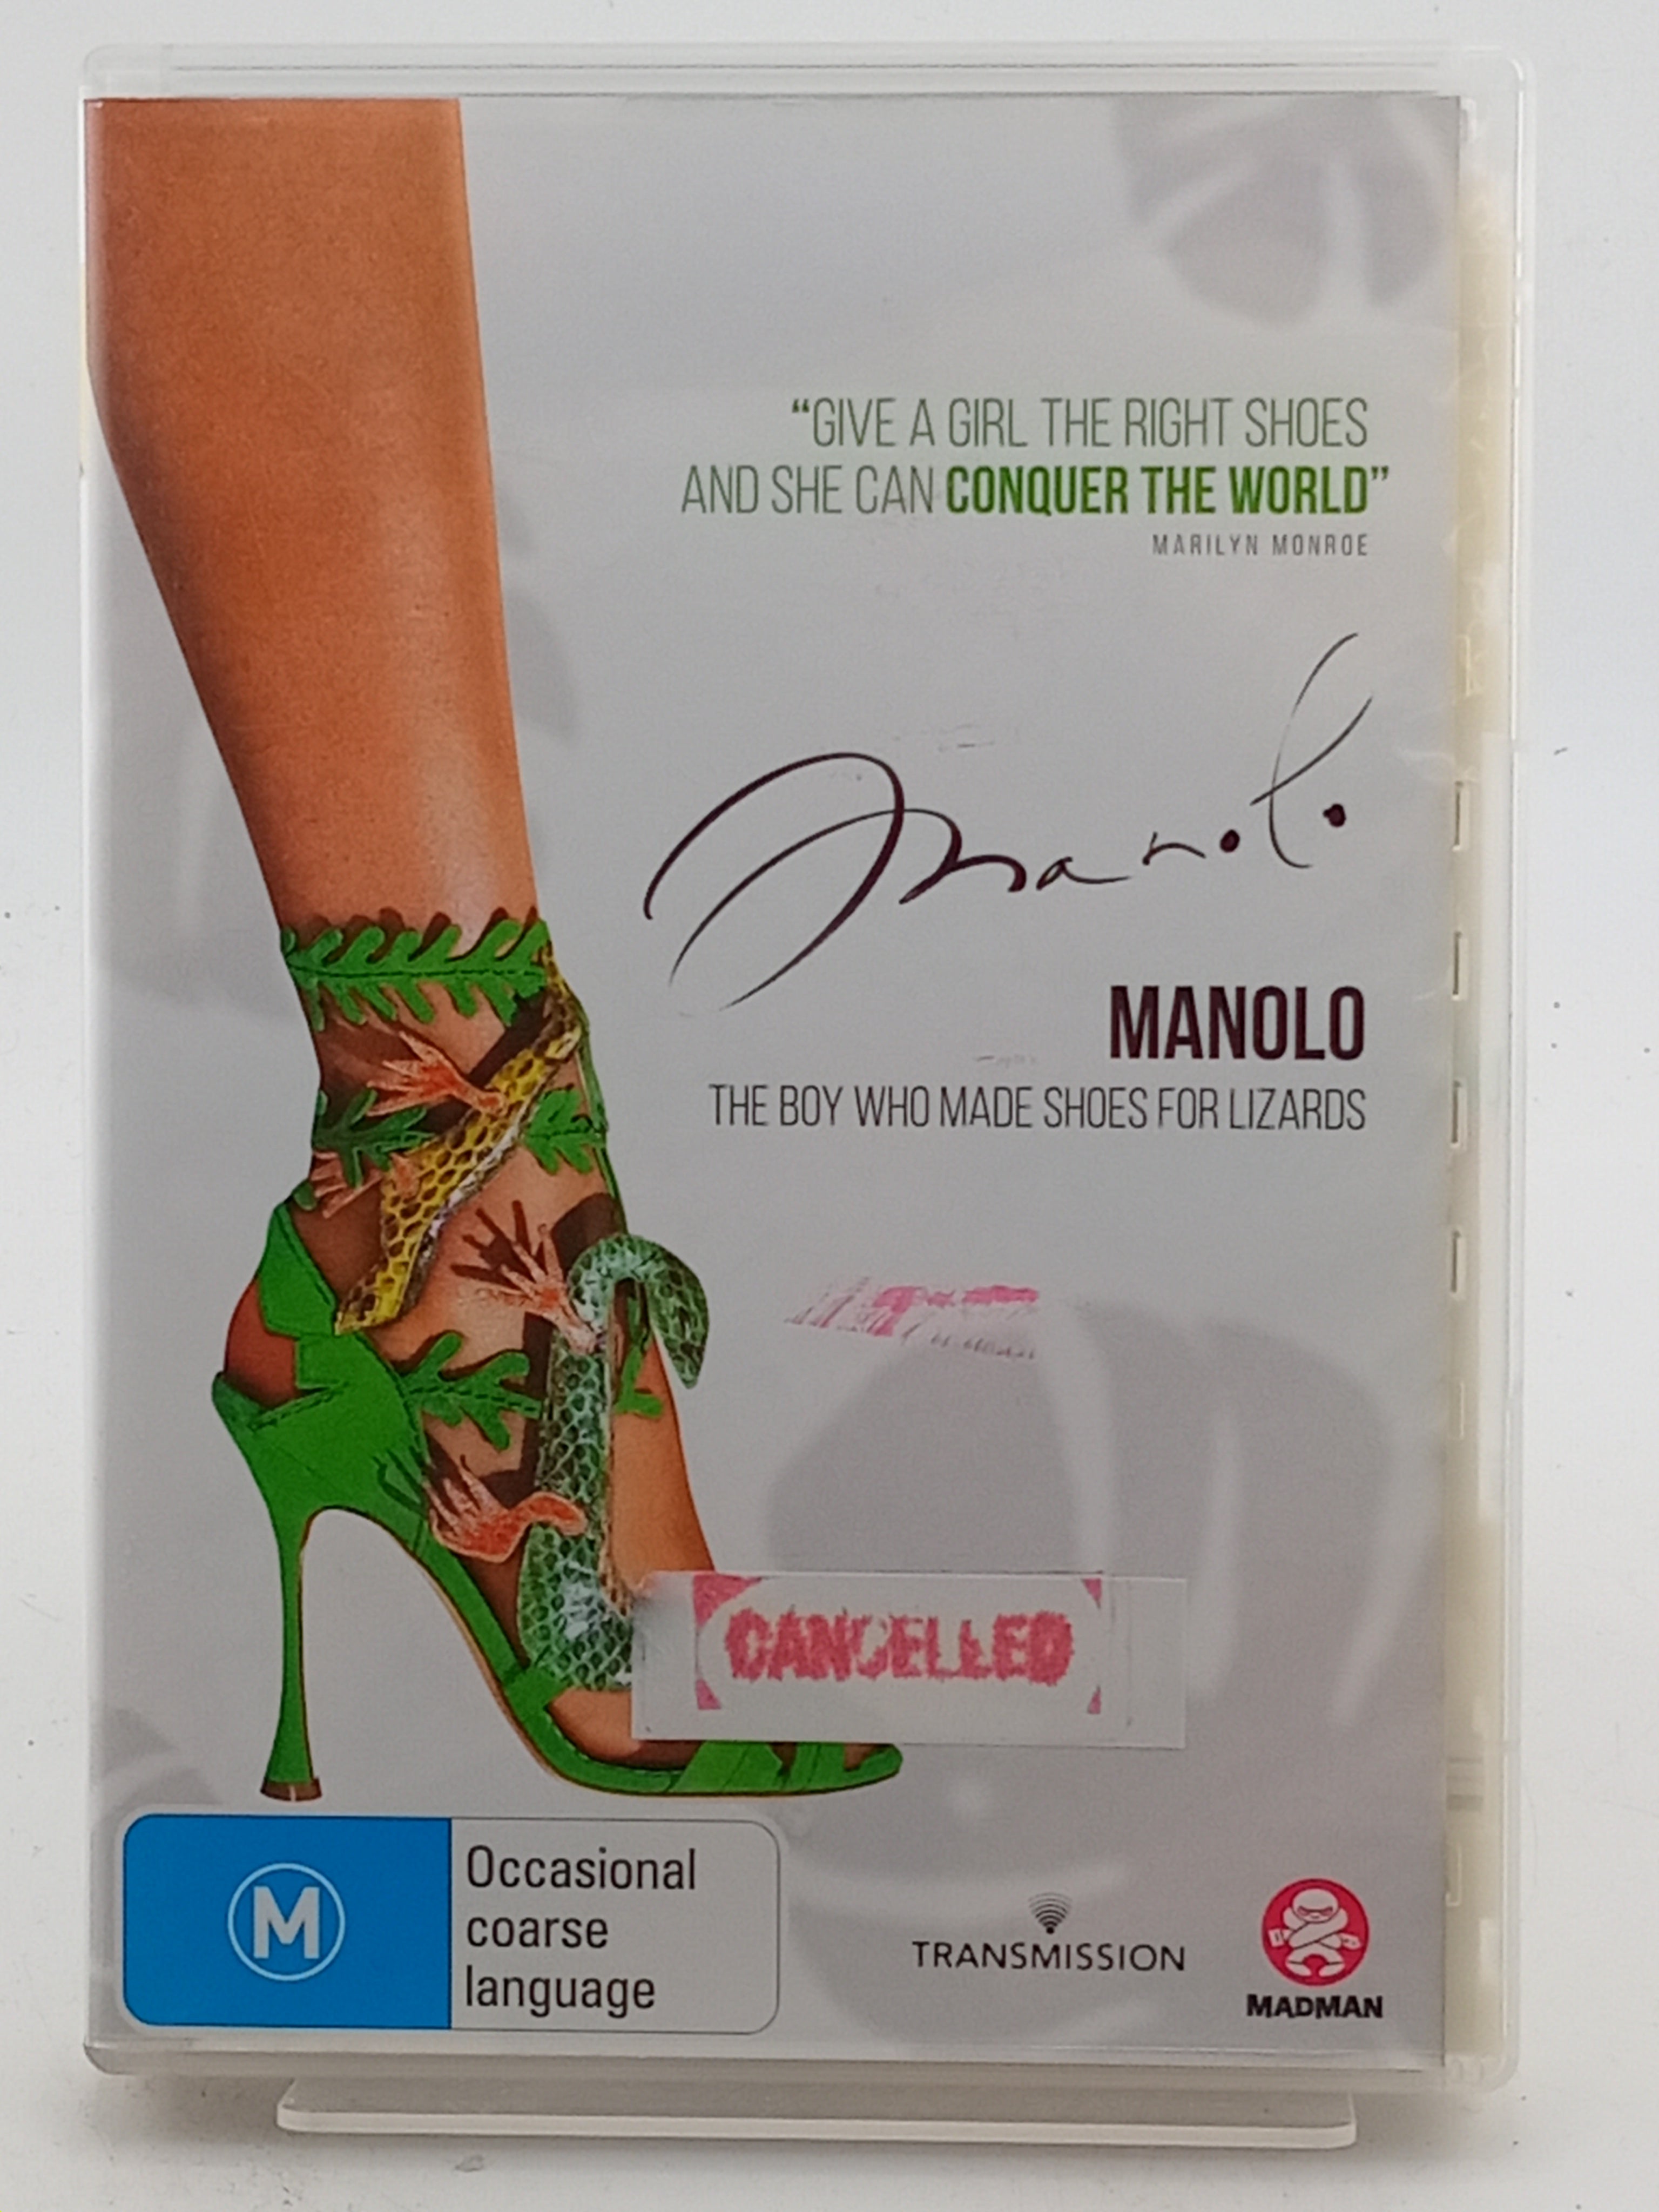 “GIVE A GIRL THE RIGHT SHOES
AND SHE CAN CONQUER THE WORLD”
MARILYN MONROE
Manolo
MANOLO
THE BOY WHO MADE SHOES FOR LIZARDS
CANCELLED
M
Occasional
coarse
language
TRANSMISSION
MADMAN